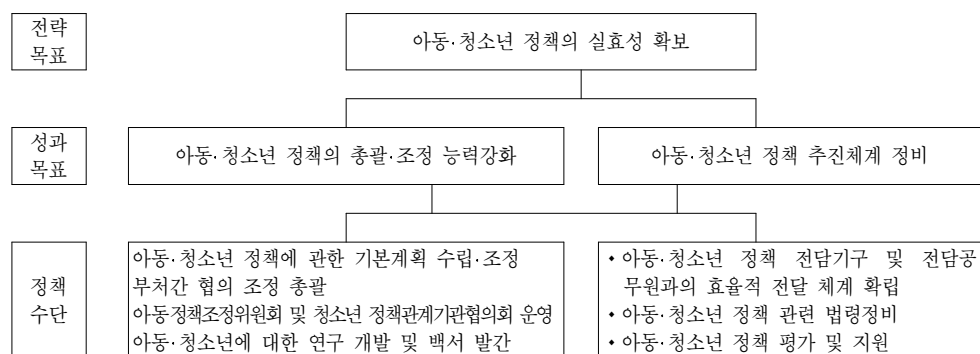 전략
목표
아동·청소년 정책의 실효성 확보
성과
목표
아동·청소년 정책의 총괄·조정 능력강화
아동·청소년 정책 추진체계 정비
정책
수단
아동·청소년 정책에 관한 기본계획 수립·조정
부처간 협의 조정 총괄
아동정책조정위원회 및 청소년 정책관계기관협의회 운영
아동·청소년에 대한 연구 개발 및 백서 발간
• 아동·청소년 정책 전담기구 및 전담공
무원과의 효율적 전달 체계 확립
• 아동·청소년 정책 관련 법령정비
• 아동·청소년 정책 평가 및 지원